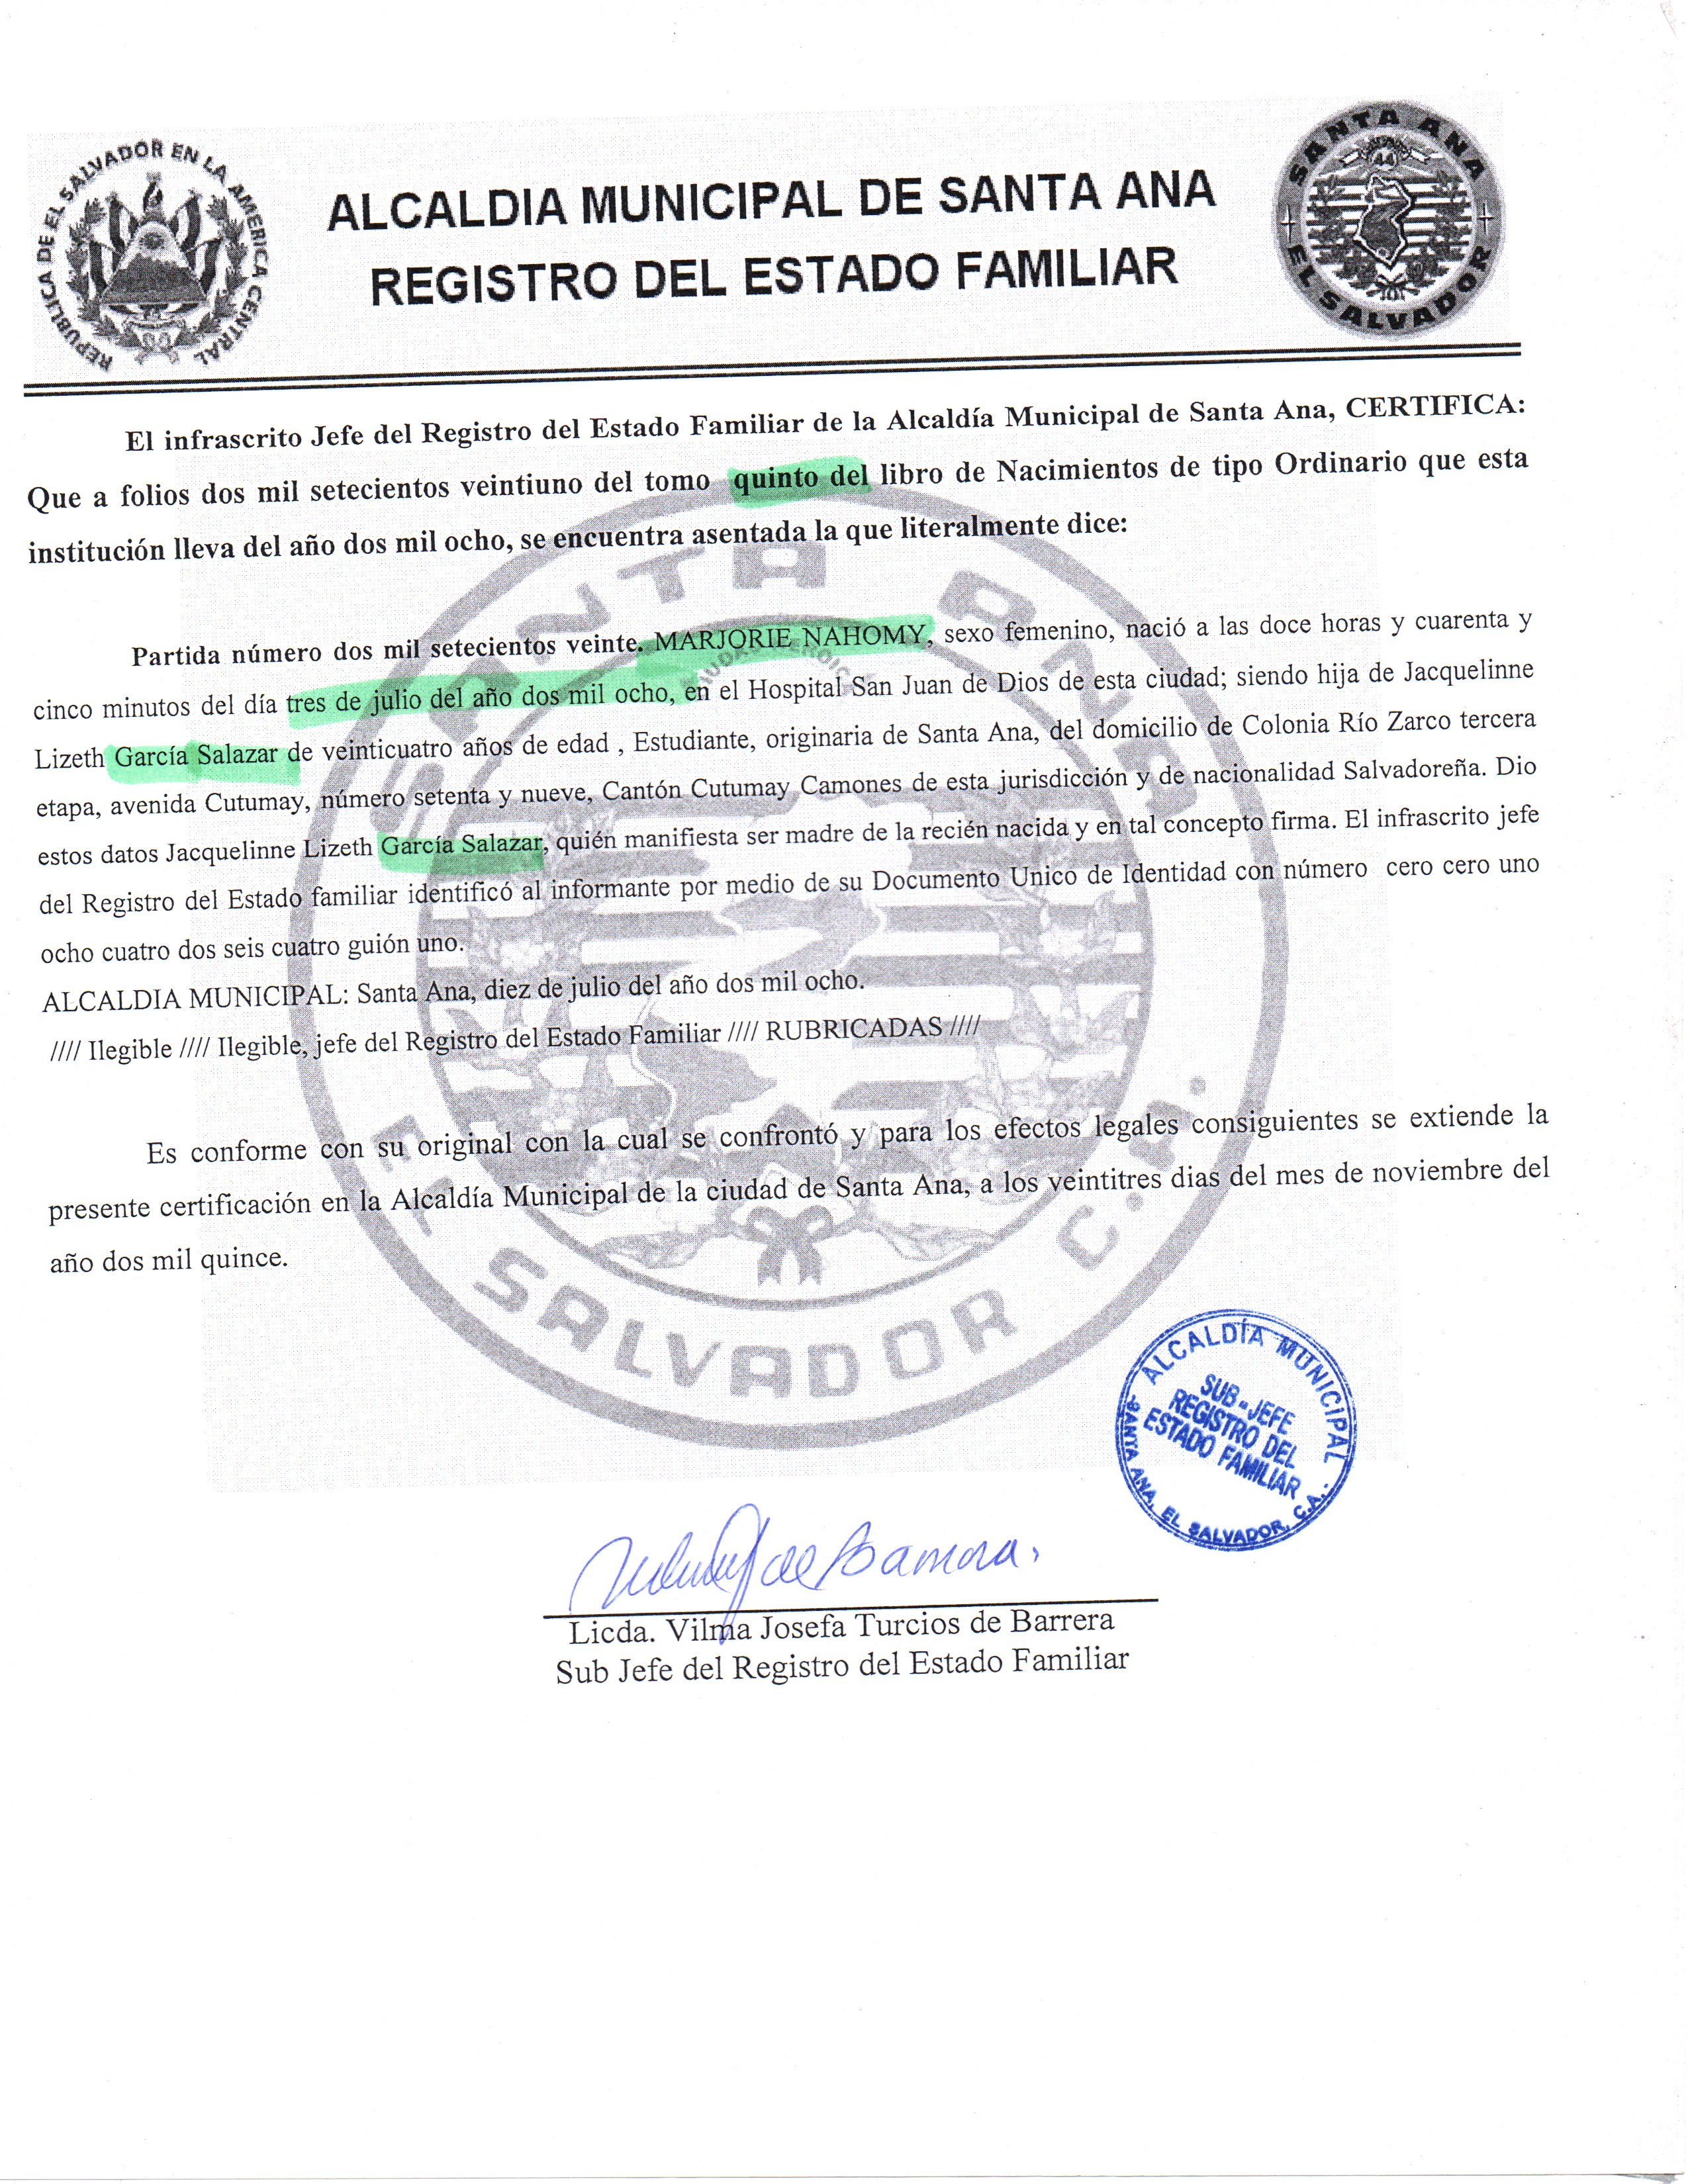 REPUBLICA DE EL SALVADOR EN LA AMERICA CENTRAL
ALCALDIA MUNICIPAL DE SANTA ANA
REGISTRO DEL ESTADO FAMILIAR
SANTA ANA
44
EL SALVADOR
El infrascrito Jefe del Registro del Estado Familiar de la Alcaldía Municipal de Santa Ana, CERTIFICA:
Que a folios dos mil setecientos veintiuno del tomo quinto del libro de Nacimientos de tipo Ordinario que esta
institución lleva del año dos mil ocho, se encuentra asentada la que literalmente dice:
Partida número dos mil setecientos veinte. MARJORIE NAHOMY, sexo femenino, nació a las doce horas y cuarenta y
cinco minutos del día tres de julio del año dos mil ocho, en el Hospital San Juan de Dios de esta ciudad; siendo hija de Jacquelinne
Lizeth García Salazar de veinticuatro años de edad , Estudiante, originaria de Santa Ana, del domicilio de Colonia Río Zarco tercera
etapa, avenida Cutumay, número setenta y nueve, Cantón Cutumay Camones de esta jurisdicción y de nacionalidad Salvadoreña. Dio
estos datos Jacquelinne Lizeth García Salazar, quién manifiesta ser madre de la recién nacida y en tal concepto firma. El infrascrito jefe
del Registro del Estado familiar identificó al informante por medio de su Documento Unico de Identidad con número cero cero uno
ocho cuatro dos seis cuatro guión uno.
ALCALDIA MUNICIPAL: Santa Ana, diez de julio del año dos mil ocho.
//// Ilegible //// Ilegible, jefe del Registro del Estado Familiar //// RUBRICADAS ////
Es conforme con su original con la cual se confrontó y para los efectos legales consiguientes se extiende la
presente certificación en la Alcaldía Municipal de la ciudad de Santa Ana, a los veintitres dias del mes de noviembre del
año dos mil quince.
SANTA ANA
EL SALVADOR C.A.
ALCALDÍA MUNICIPAL
SUB-JEFE
REGISTRO DEL
ESTADO FAMILIAR
SANTA ANA, EL SALVADOR, C.A.
Licda. Vilma Josefa Turcios de Barrera
Sub Jefe del Registro del Estado Familiar